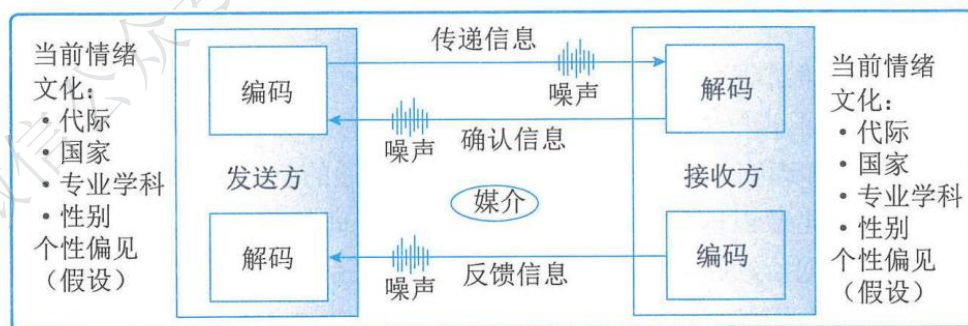 当前情绪
文化：
•代际
•国家
•专业学科
•性别
个性偏见
（假设）
编码
发送方
解码
传递信息
噪声
噪声
确认信息
媒介
噪声
反馈信息
解码
接收方
编码
当前情绪
文化：
•代际
•国家
•专业学科
•性别
个性偏见
（假设）